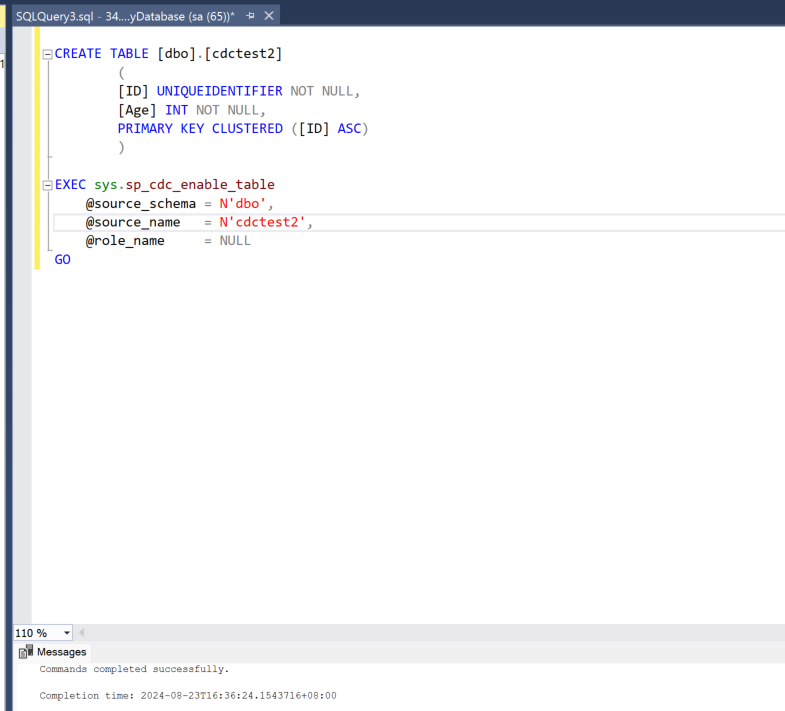 SQLQuery3.sql - 34....yDatabase (sa (65))*
1
CREATE TABLE [dbo].[cdctest2]
(
[ID] UNIQUEIDENTIFIER NOT NULL,
[Age] INT NOT NULL,
PRIMARY KEY CLUSTERED ([ID] ASC)
)
EXEC sys.sp_cdc_enable_table
@source_schema = N'dbo',
@source_name   = N'cdctest2',
@role_name     = NULL
GO
110 %
Messages
Commands completed successfully.
Completion time: 2024-08-23T16:36:24.1543716+08:00